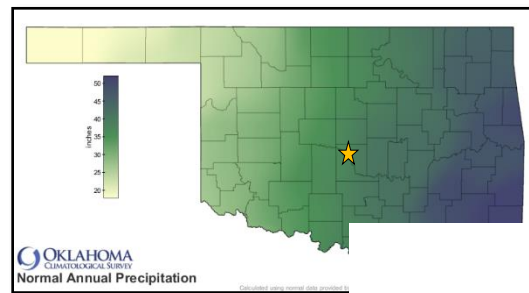 50
45
40
35
30
25
20
inches
OKLAHOMA
CLIMATOLOGICAL SURVEY
Normal Annual Precipitation
Calculated using normal data provided